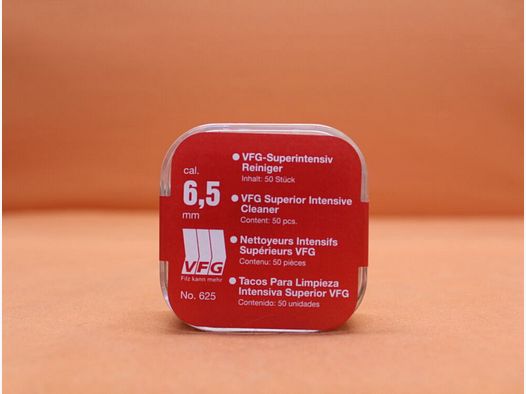 cal.
6,5
mm
VFG
Filz kann mehr
No. 625
VFG-Superintensiv
Reiniger
Inhalt: 50 Stück
VFG Superior Intensive
Cleaner
Content: 50 pcs.
Nettoyeurs Intensifs
Supérieurs VFG
Contenu: 50 pièces
Tacos Para Limpieza
Intensiva Superior VFG
Contenido: 50 unidades